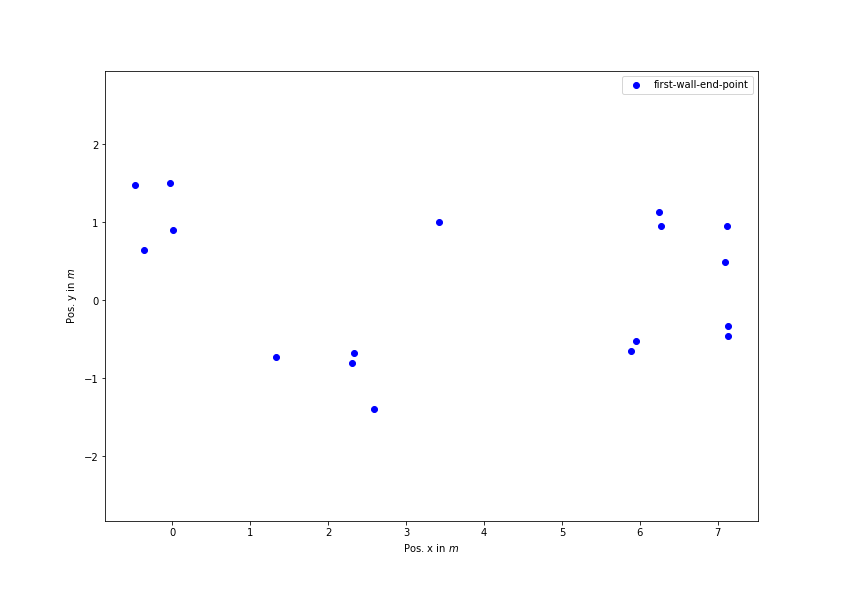 first-wall-end-point
2
1
0
−1
−2
Pos. y in m
0 1 2 3 4 5 6 7
Pos. x in m